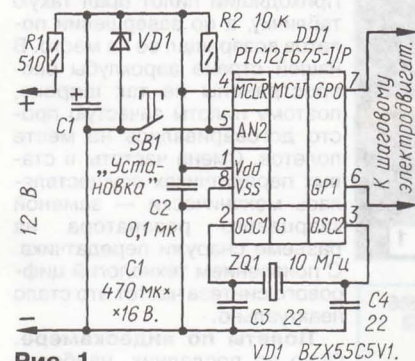 R1
510
VD1
R2 10 К
DD1
PIC12F675-I/P
4
MCLR
MCU
GP0
7
AN2
5
+
C1
SB1
"Уста-
новка"
1
Vdd
8
Vss
GP1
6
К шаговому
электродвигат.
12 В
C2
0,1 мк
2
OSC1
G
OSC2
3
ZQ1 10 МГц
C1
470 мк×
×16 В.
C3 22
C4
22
VD1 BZX55C5V1.
Рис. 1